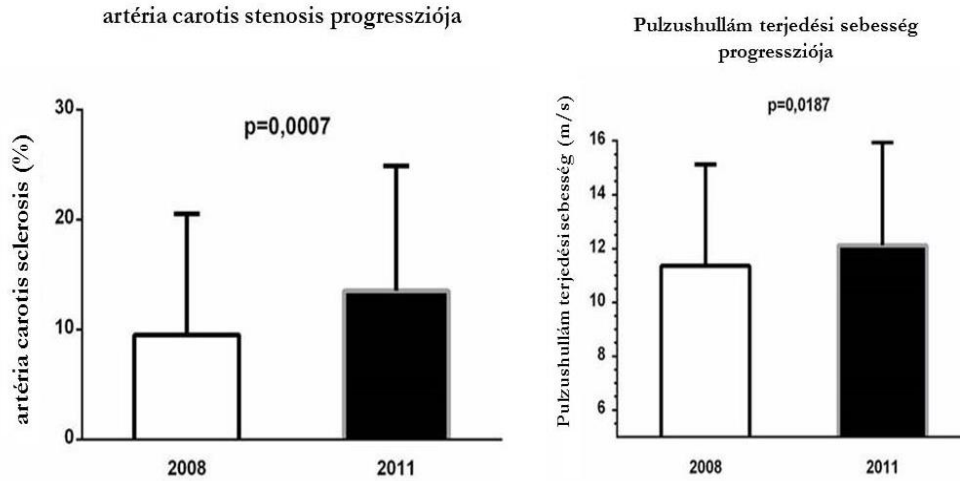 artéria carotis stenosis progressziója
artéria carotis sclerosis (%)
30
20
10
0
p=0,0007
2008 2011
Pulzushullám terjedési sebesség
progressziója
Pulzushullám terjedési sebesség (m/s)
p=0,0187
16
14
12
10
8
6
2008 2011